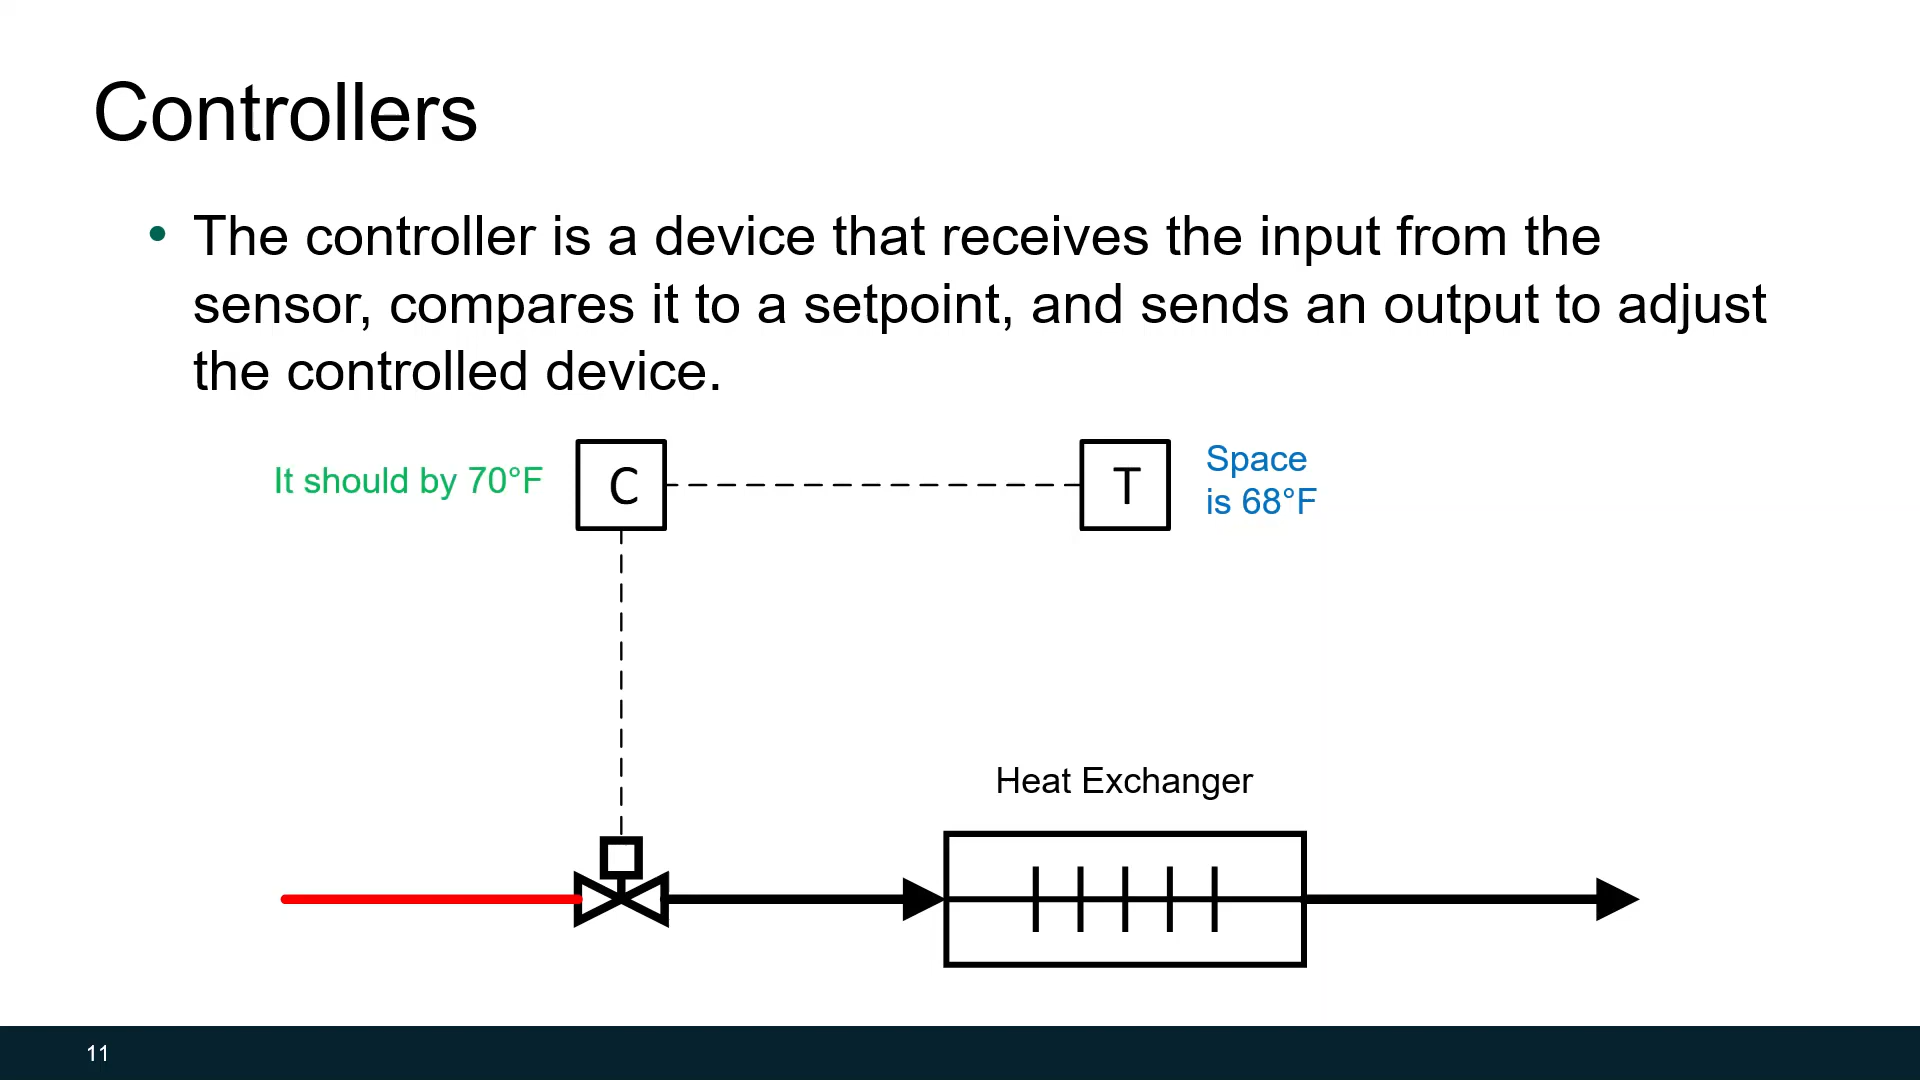 Controllers
• The controller is a device that receives the input from the
sensor, compares it to a setpoint, and sends an output to adjust
the controlled device.
It should by 70°F
C
T
Space
is 68°F
Heat Exchanger
11